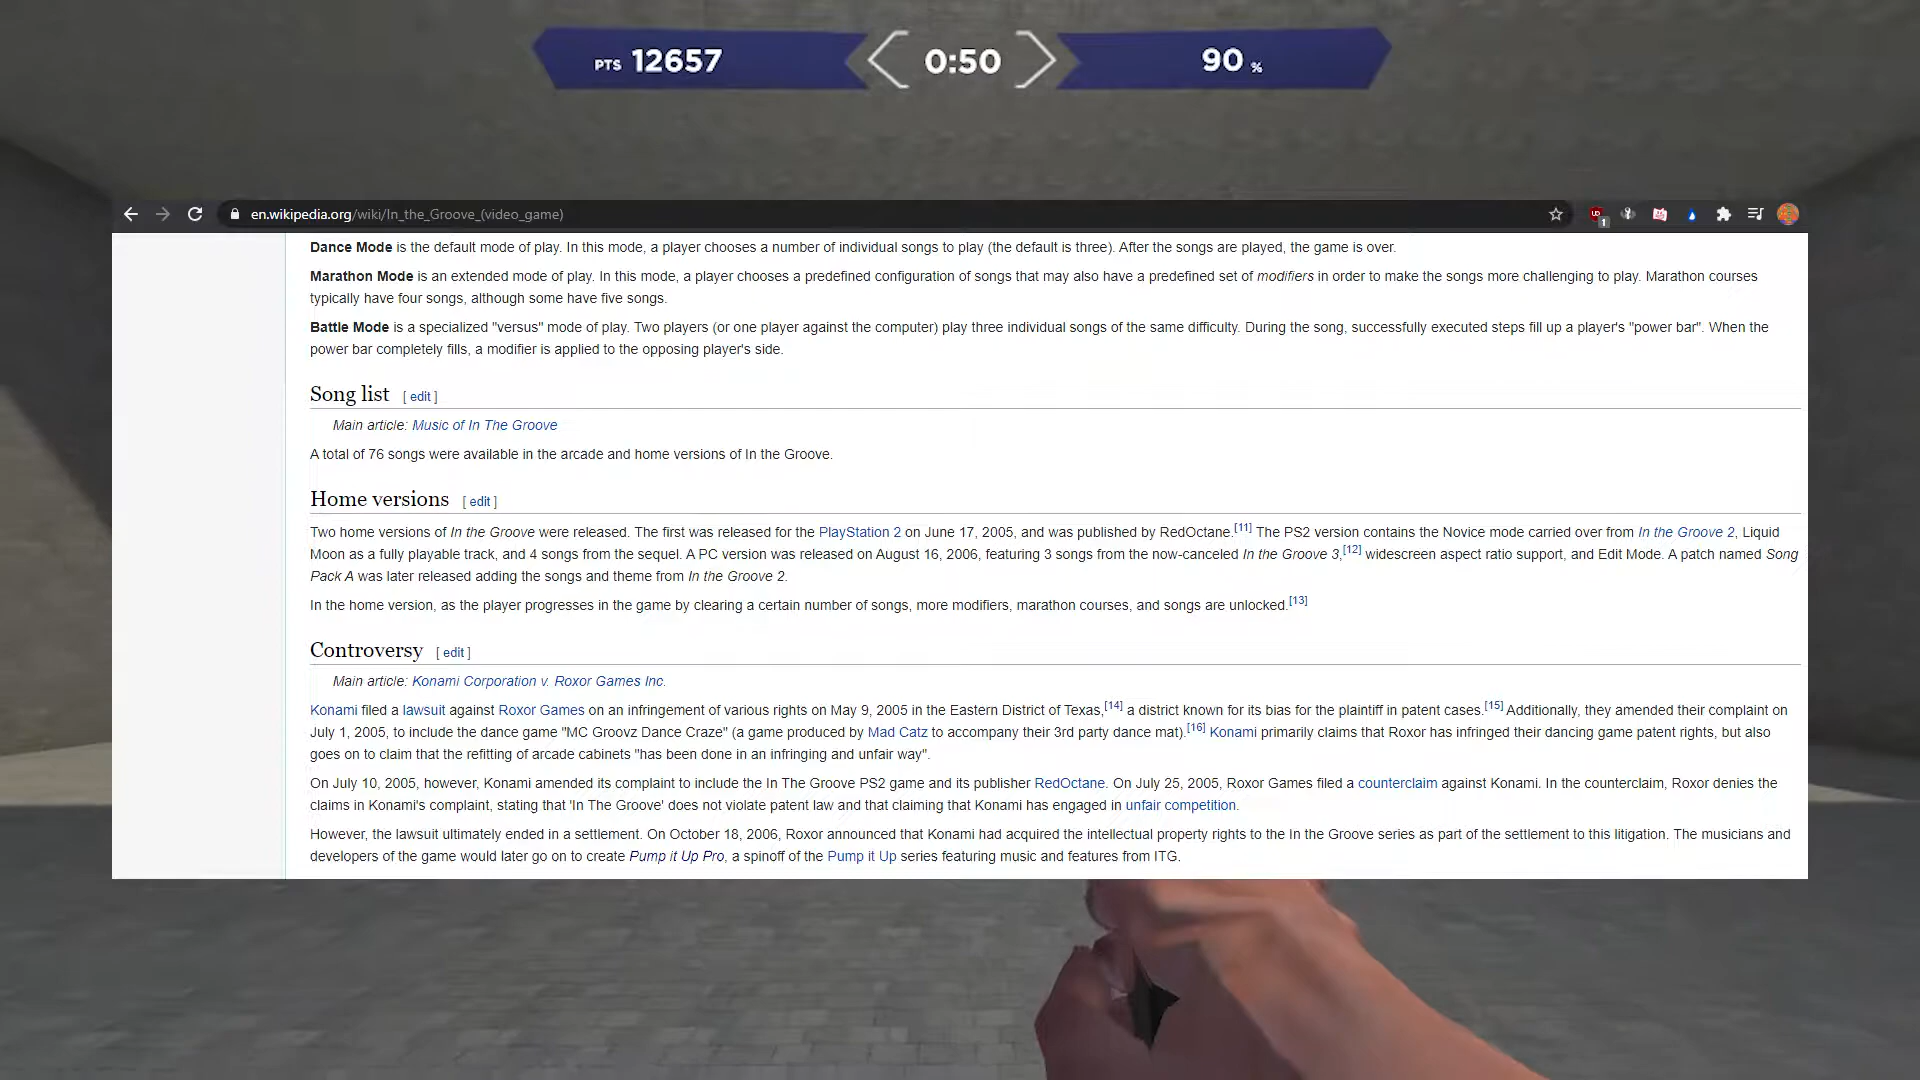 PTS 12657 0:50 90 %
en.wikipedia.org/wiki/In_the_Groove_(video_game)
1
Dance Mode is the default mode of play. In this mode, a player chooses a number of individual songs to play (the default is three). After the songs are played, the game is over.
Marathon Mode is an extended mode of play. In this mode, a player chooses a predefined configuration of songs that may also have a predefined set of modifiers in order to make the songs more challenging to play. Marathon courses
typically have four songs, although some have five songs.
Battle Mode is a specialized "versus" mode of play. Two players (or one player against the computer) play three individual songs of the same difficulty. During the song, successfully executed steps fill up a player's "power bar". When the
power bar completely fills, a modifier is applied to the opposing player's side.
Song list [ edit ]
Main article: Music of In The Groove
A total of 76 songs were available in the arcade and home versions of In the Groove.
Home versions [ edit ]
Two home versions of In the Groove were released. The first was released for the PlayStation 2 on June 17, 2005, and was published by RedOctane.[11] The PS2 version contains the Novice mode carried over from In the Groove 2, Liquid
Moon as a fully playable track, and 4 songs from the sequel. A PC version was released on August 16, 2006, featuring 3 songs from the now-canceled In the Groove 3,[12] widescreen aspect ratio support, and Edit Mode. A patch named Song
Pack A was later released adding the songs and theme from In the Groove 2.
In the home version, as the player progresses in the game by clearing a certain number of songs, more modifiers, marathon courses, and songs are unlocked.[13]
Controversy [ edit ]
Main article: Konami Corporation v. Roxor Games Inc.
Konami filed a lawsuit against Roxor Games on an infringement of various rights on May 9, 2005 in the Eastern District of Texas,[14] a district known for its bias for the plaintiff in patent cases.[15] Additionally, they amended their complaint on
July 1, 2005, to include the dance game "MC Groovz Dance Craze" (a game produced by Mad Catz to accompany their 3rd party dance mat).[16] Konami primarily claims that Roxor has infringed their dancing game patent rights, but also
goes on to claim that the refitting of arcade cabinets "has been done in an infringing and unfair way".
On July 10, 2005, however, Konami amended its complaint to include the In The Groove PS2 game and its publisher RedOctane. On July 25, 2005, Roxor Games filed a counterclaim against Konami. In the counterclaim, Roxor denies the
claims in Konami's complaint, stating that 'In The Groove' does not violate patent law and that claiming that Konami has engaged in unfair competition.
However, the lawsuit ultimately ended in a settlement. On October 18, 2006, Roxor announced that Konami had acquired the intellectual property rights to the In the Groove series as part of the settlement to this litigation. The musicians and
developers of the game would later go on to create Pump it Up Pro, a spinoff of the Pump it Up series featuring music and features from ITG.